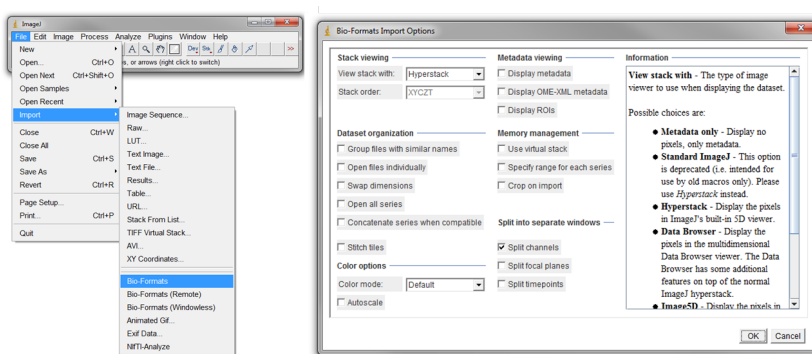 ImageJ
File Edit Image Process Analyze Plugins Window Help
A Dev Stk >>
s, or arrows (right click to switch)
New
Open... Ctrl+O
Open Next Ctrl+Shift+O
Open Samples
Open Recent
Import
Close Ctrl+W
Close All
Save Ctrl+S
Save As
Revert Ctrl+R
Page Setup...
Print... Ctrl+P
Quit
Image Sequence...
Raw...
LUT...
Text Image...
Text File...
Results...
Table...
URL...
Stack From List...
TIFF Virtual Stack...
AVI...
XY Coordinates...
Bio-Formats
Bio-Formats (Remote)
Bio-Formats (Windowless)
Animated Gif...
Exif Data...
NIfTI-Analyze
Bio-Formats Import Options
Stack viewing
View stack with: Hyperstack
Stack order: XYCZT
Dataset organization
Group files with similar names
Open files individually
Swap dimensions
Open all series
Concatenate series when compatible
Stitch tiles
Color options
Color mode: Default
Autoscale
Metadata viewing
Display metadata
Display OME-XML metadata
Display ROIs
Memory management
Use virtual stack
Specify range for each series
Crop on import
Split into separate windows
Split channels
Split focal planes
Split timepoints
Information
View stack with - The type of image
viewer to use when displaying the dataset.
Possible choices are:
Metadata only - Display no
pixels, only metadata.
Standard ImageJ - This option
is deprecated (i.e. intended for
use by old macros only). Please
use Hyperstack instead.
Hyperstack - Display the pixels
in ImageJ's built-in 5D viewer.
Data Browser - Display the
pixels in the multidimensional
Data Browser viewer. The Data
Browser has some additional
features on top of the normal
ImageJ hyperstack.
Image5D - Display the pixels in
OK Cancel